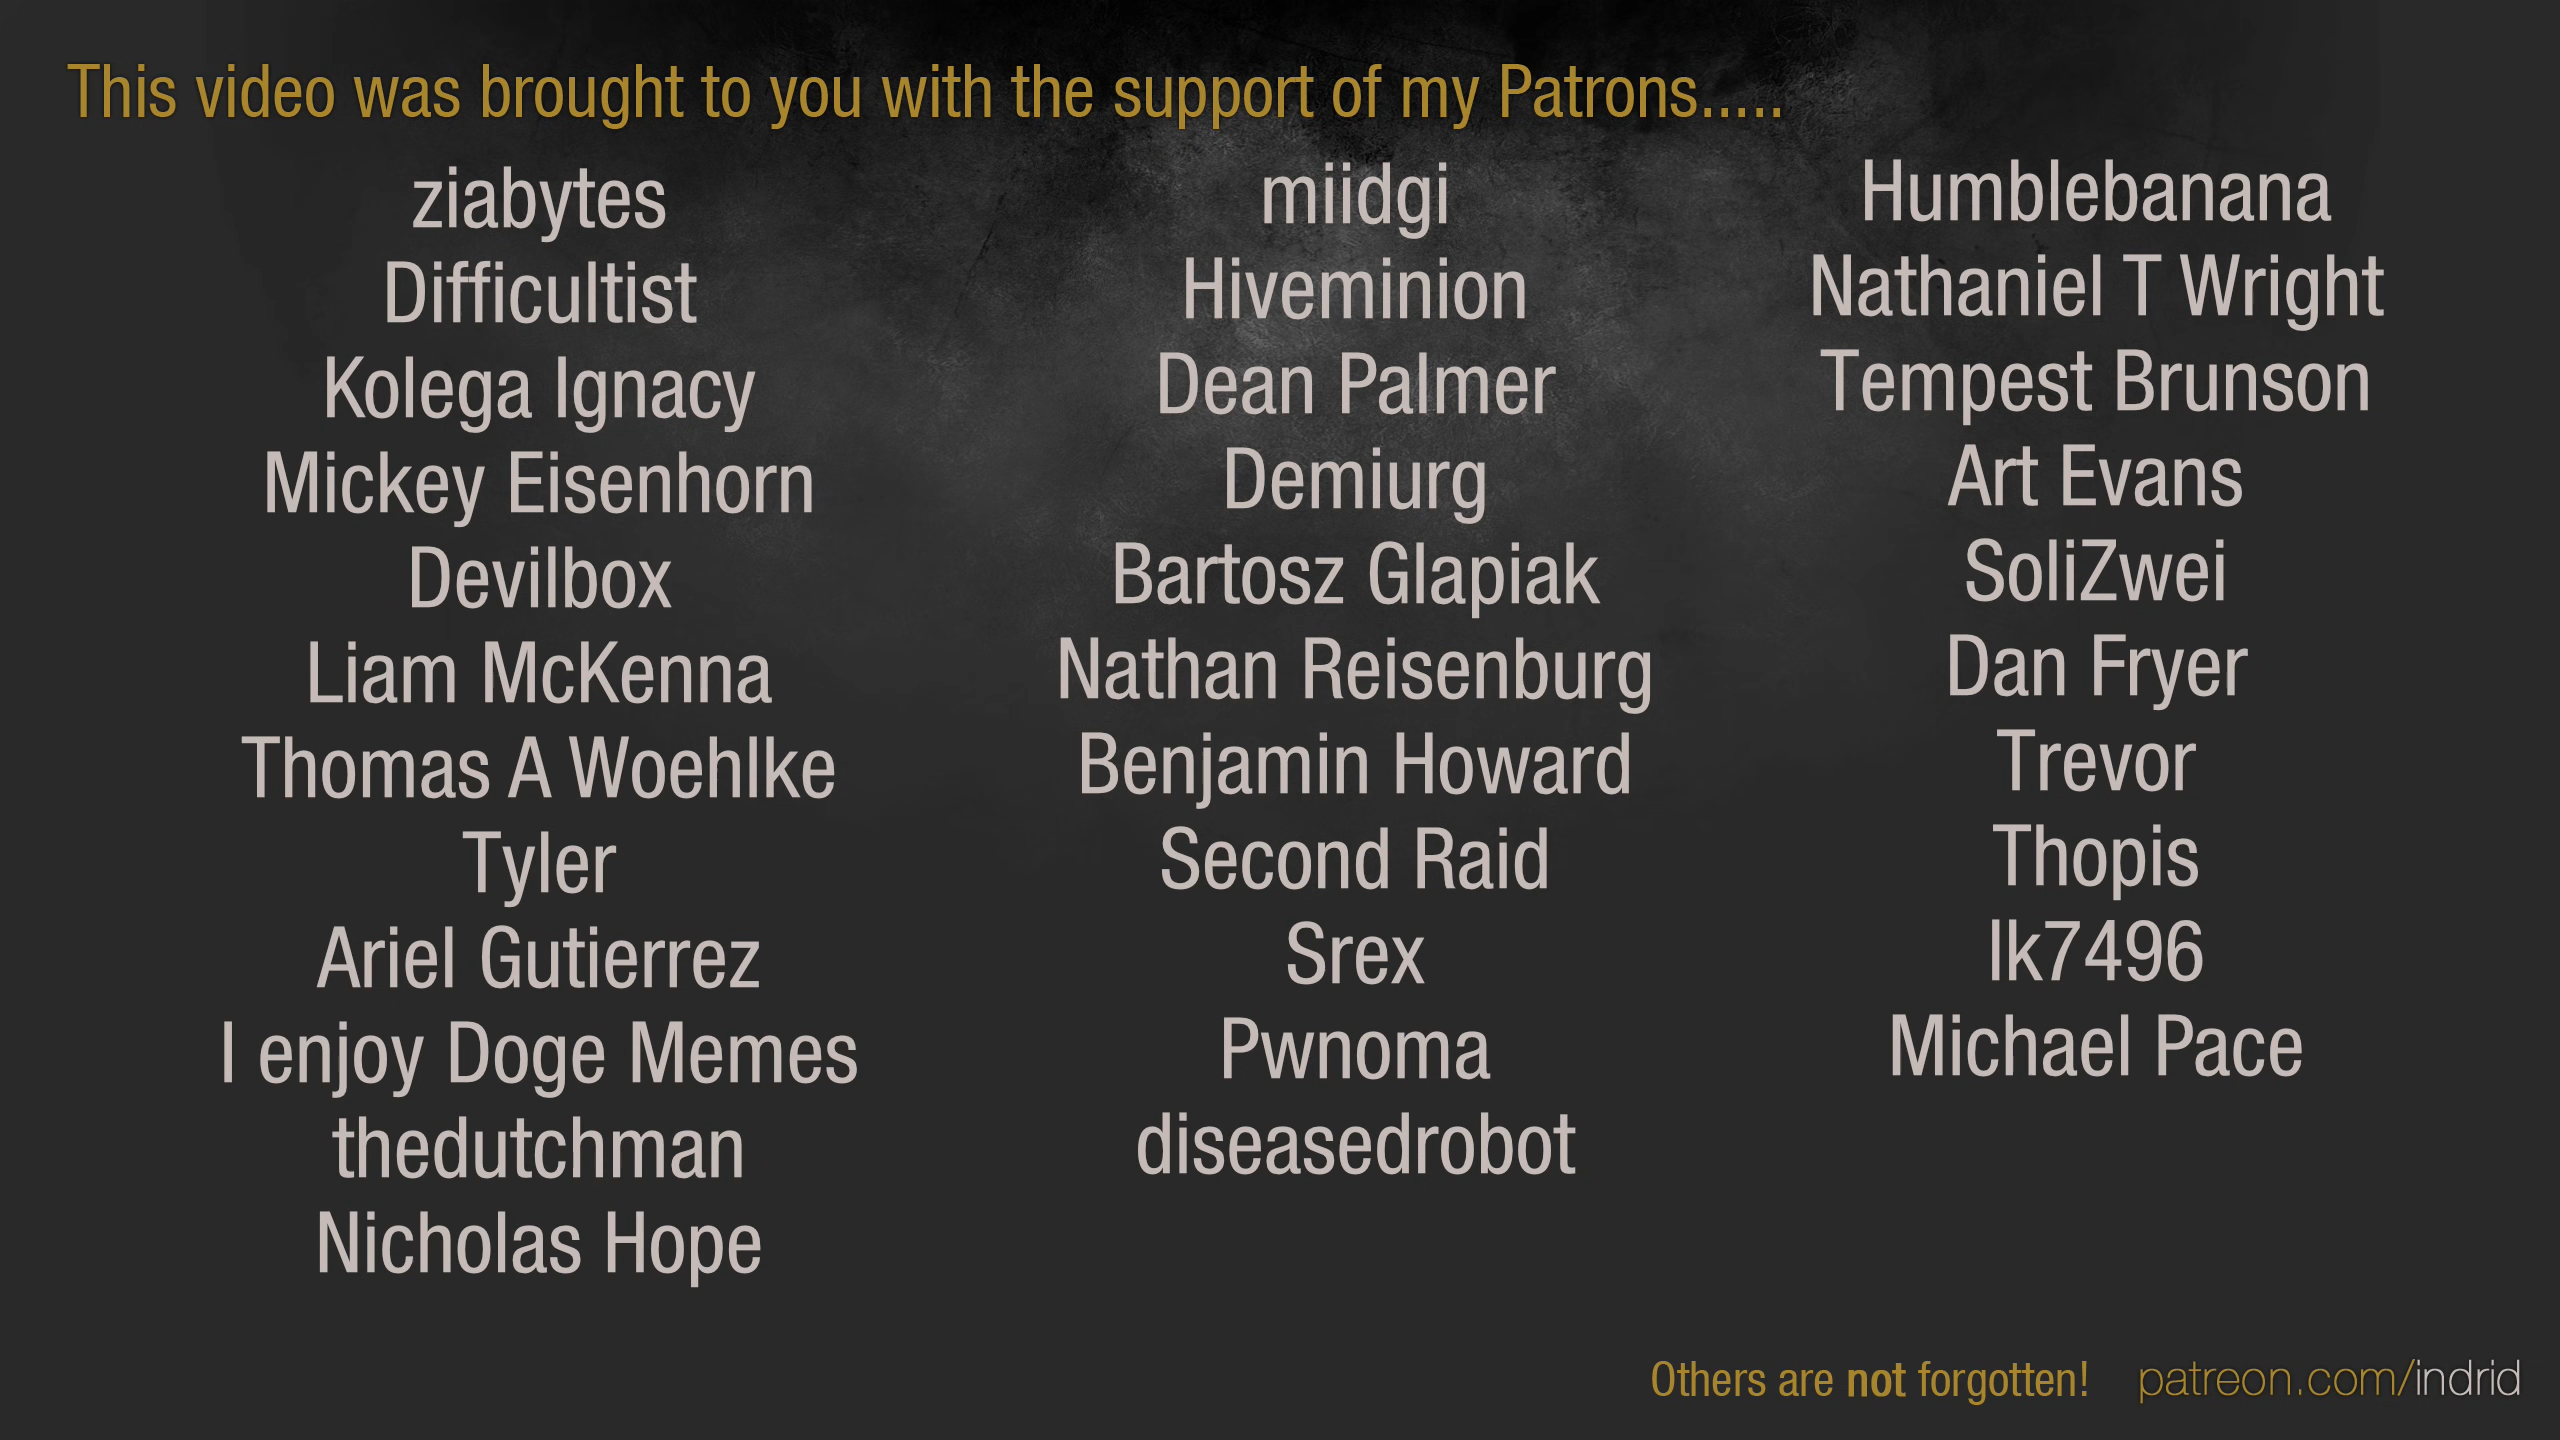 This video was brought to you with the support of my Patrons.....
ziabytes
Difficultist
Kolega Ignacy
Mickey Eisenhorn
Devilbox
Liam McKenna
Thomas A Woehlke
Tyler
Ariel Gutierrez
I enjoy Doge Memes
thedutchman
Nicholas Hope
miidgi
Hiveminion
Dean Palmer
Demiurg
Bartosz Glapiak
Nathan Reisenburg
Benjamin Howard
Second Raid
Srex
Pwnoma
diseasedrobot
Humblebanana
Nathaniel T Wright
Tempest Brunson
Art Evans
SoliZwei
Dan Fryer
Trevor
Thopis
lk7496
Michael Pace
Others are not forgotten! patreon.com/indrid